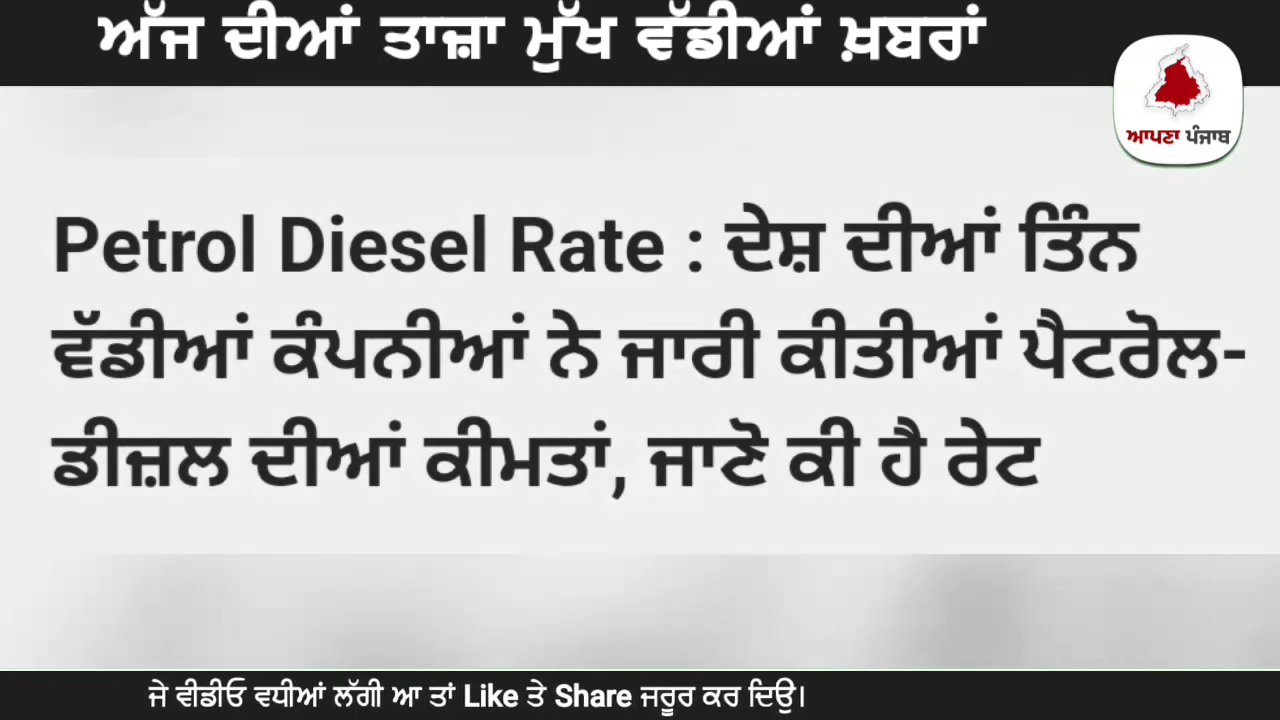 ਅੱਜ ਦੀਆਂ ਤਾਜ਼ਾ ਮੁੱਖ ਵੱਡੀਆਂ ਖ਼ਬਰਾਂ
ਆਪਣਾ ਪੰਜਾਬ
Petrol Diesel Rate : ਦੇਸ਼ ਦੀਆਂ ਤਿੰਨ
ਵੱਡੀਆਂ ਕੰਪਨੀਆਂ ਨੇ ਜਾਰੀ ਕੀਤੀਆਂ ਪੈਟਰੋਲ-
ਡੀਜ਼ਲ ਦੀਆਂ ਕੀਮਤਾਂ, ਜਾਣੋ ਕੀ ਹੈ ਰੇਟ
ਜੇ ਵੀਡੀਓ ਵਧੀਆਂ ਲੱਗੀ ਆ ਤਾਂ Like ਤੇ Share ਜਰੂਰ ਕਰ ਦਿਉ।